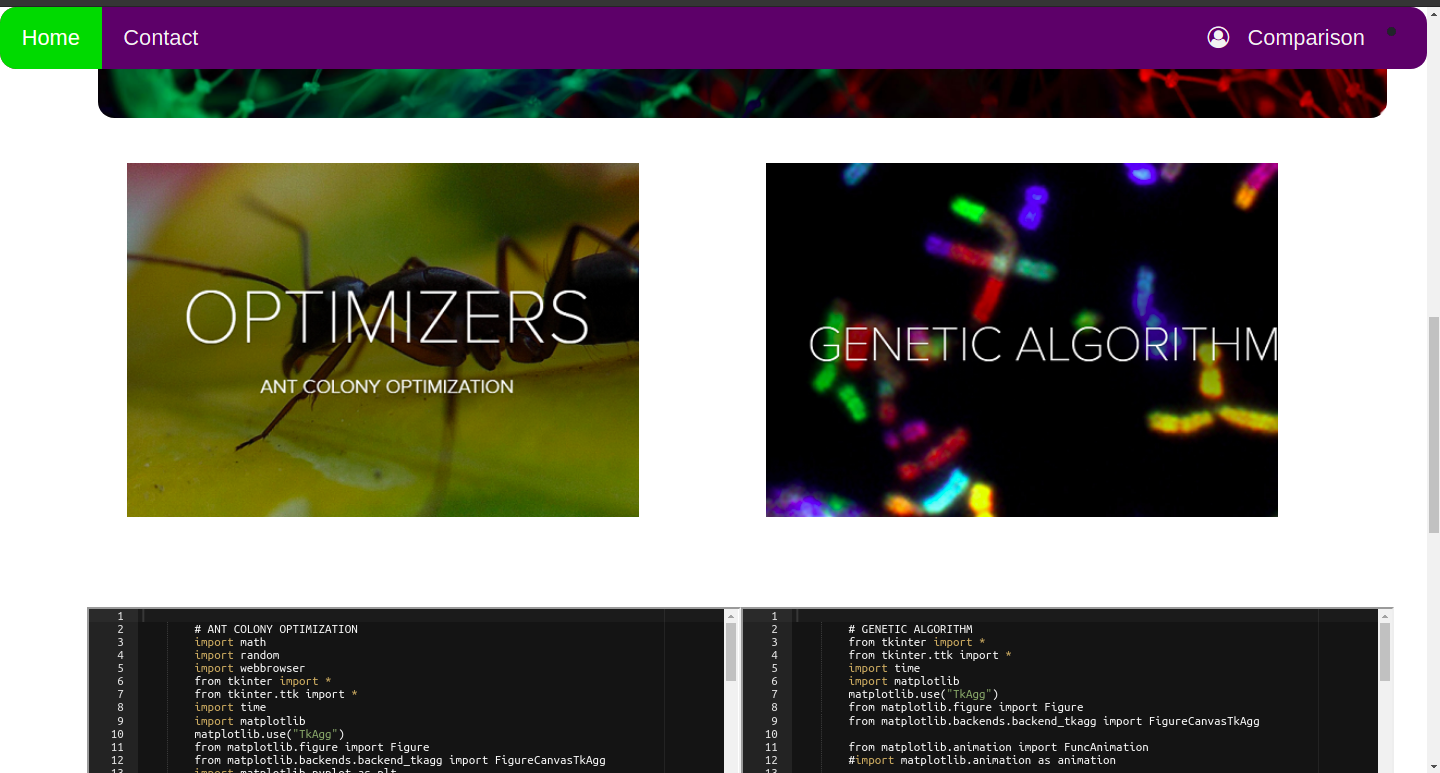 Home Contact Comparison
OPTIMIZERS
ANT COLONY OPTIMIZATION
GENETIC ALGORITHM
1
2 # ANT COLONY OPTIMIZATION
3 import math
4 import random
5 import webbrowser
6 from tkinter import *
7 from tkinter.ttk import *
8 import time
9 import matplotlib
10 matplotlib.use("TkAgg")
11 from matplotlib.figure import Figure
12 from matplotlib.backends.backend_tkagg import FigureCanvasTkAgg
13 import matplotlib.pyplot as plt
1
2 # GENETIC ALGORITHM
3 from tkinter import *
4 from tkinter.ttk import *
5 import time
6 import matplotlib
7 matplotlib.use("TkAgg")
8 from matplotlib.figure import Figure
9 from matplotlib.backends.backend_tkagg import FigureCanvasTkAgg
10
11 from matplotlib.animation import FuncAnimation
12 #import matplotlib.animation as animation
13